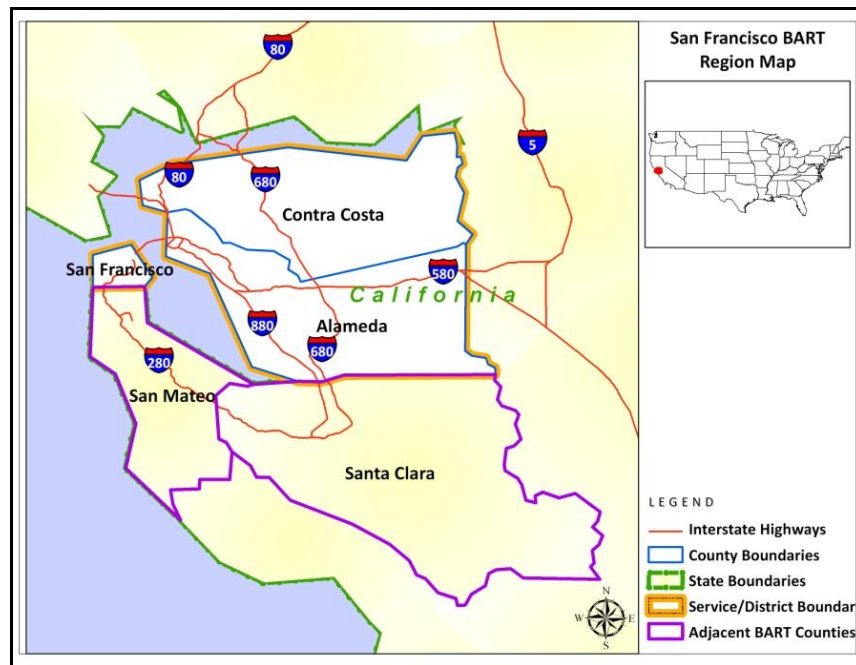 San Francisco BART
Region Map
80
5
80
680
Contra Costa
San Francisco
580
California
880
Alameda
680
280
San Mateo
Santa Clara
LEGEND
Interstate Highways
County Boundaries
State Boundaries
Service/District Boundar
Adjacent BART Counties
N
W
E
S